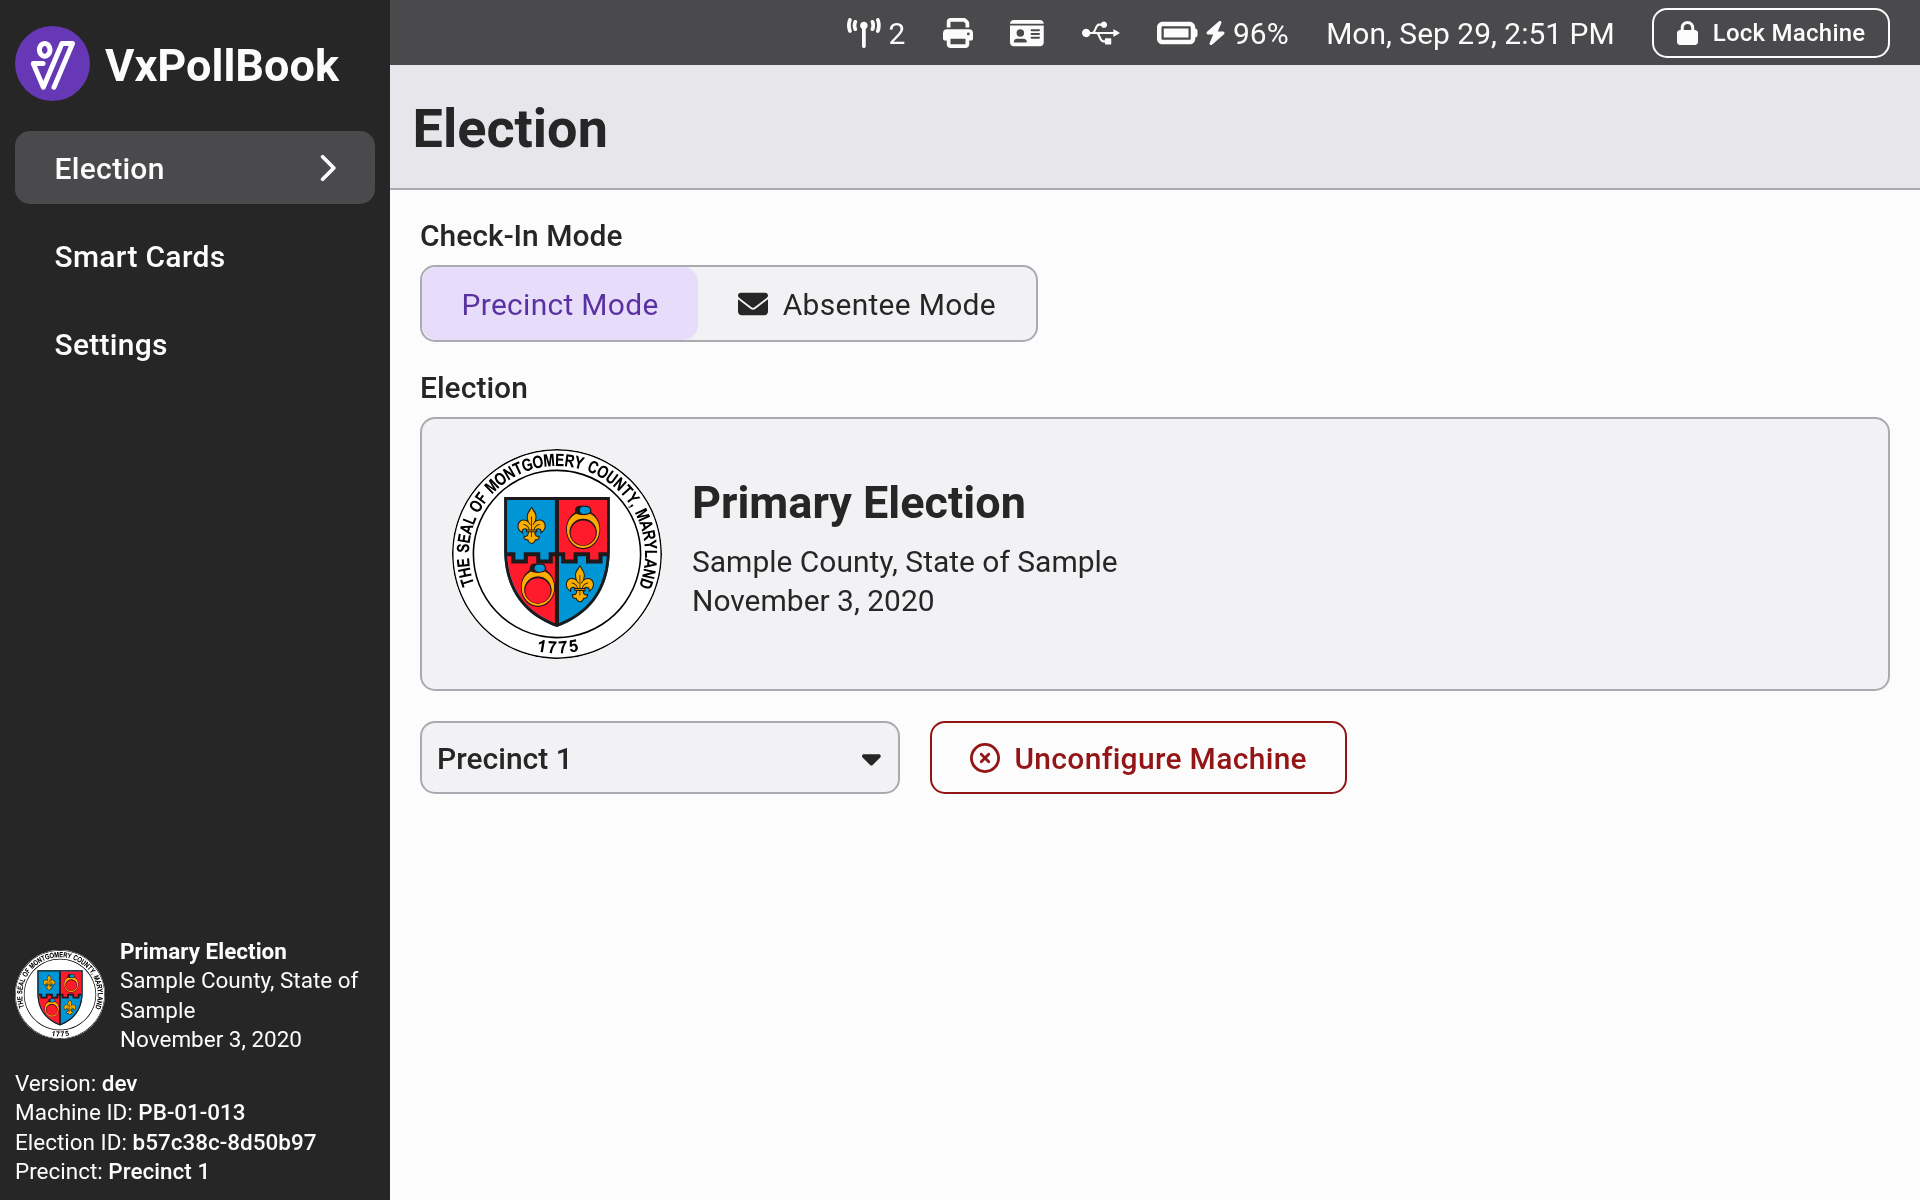 VxPollBook
2
96%
Mon, Sep 29, 2:51 PM
Lock Machine
Election
Smart Cards
Settings
Election
Check-In Mode
Precinct Mode
Absentee Mode
Election
THE SEAL OF MONTGOMERY COUNTY, MARYLAND
1775
Primary Election
Sample County, State of Sample
November 3, 2020
Precinct 1
Unconfigure Machine
THE SEAL OF MONTGOMERY COUNTY, MARYLAND
1775
Primary Election
Sample County, State of
Sample
November 3, 2020
Version: dev
Machine ID: PB-01-013
Election ID: b57c38c-8d50b97
Precinct: Precinct 1